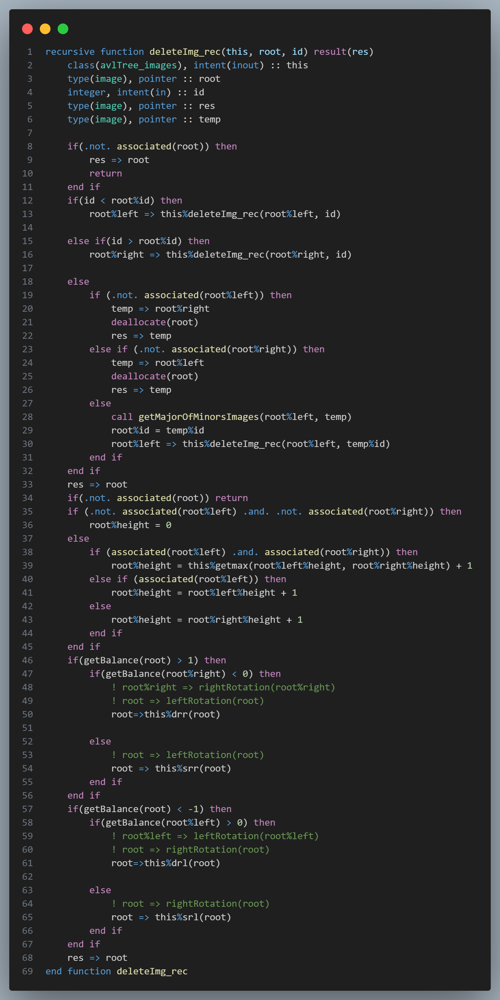 1 recursive function deleteImg_rec(this, root, id) result(res)
2     class(avlTree_images), intent(inout) :: this
3     type(image), pointer :: root
4     integer, intent(in) :: id
5     type(image), pointer :: res
6     type(image), pointer :: temp
7
8     if(.not. associated(root)) then
9         res => root
10         return
11     end if
12     if(id < root%id) then
13         root%left => this%deleteImg_rec(root%left, id)
14
15     else if(id > root%id) then
16         root%right => this%deleteImg_rec(root%right, id)
17
18     else
19         if (.not. associated(root%left)) then
20             temp => root%right
21             deallocate(root)
22             res => temp
23         else if (.not. associated(root%right)) then
24             temp => root%left
25             deallocate(root)
26             res => temp
27         else
28             call getMajorOfMinorsImages(root%left, temp)
29             root%id = temp%id
30             root%left => this%deleteImg_rec(root%left, temp%id)
31         end if
32     end if
33     res => root
34     if(.not. associated(root)) return
35     if (.not. associated(root%left) .and. .not. associated(root%right)) then
36         root%height = 0
37     else
38         if (associated(root%left) .and. associated(root%right)) then
39             root%height = this%getmax(root%left%height, root%right%height) + 1
40         else if (associated(root%left)) then
41             root%height = root%left%height + 1
42         else
43             root%height = root%right%height + 1
44         end if
45     end if
46     if(getBalance(root) > 1) then
47         if(getBalance(root%right) < 0) then
48             ! root%right => rightRotation(root%right)
49             ! root => leftRotation(root)
50             root=>this%drr(root)
51
52         else
53             ! root => leftRotation(root)
54             root => this%srr(root)
55         end if
56     end if
57     if(getBalance(root) < -1) then
58         if(getBalance(root%left) > 0) then
59             ! root%left => leftRotation(root%left)
60             ! root => rightRotation(root)
61             root=>this%drl(root)
62
63         else
64             ! root => rightRotation(root)
65             root => this%srl(root)
66         end if
67     end if
68     res => root
69 end function deleteImg_rec